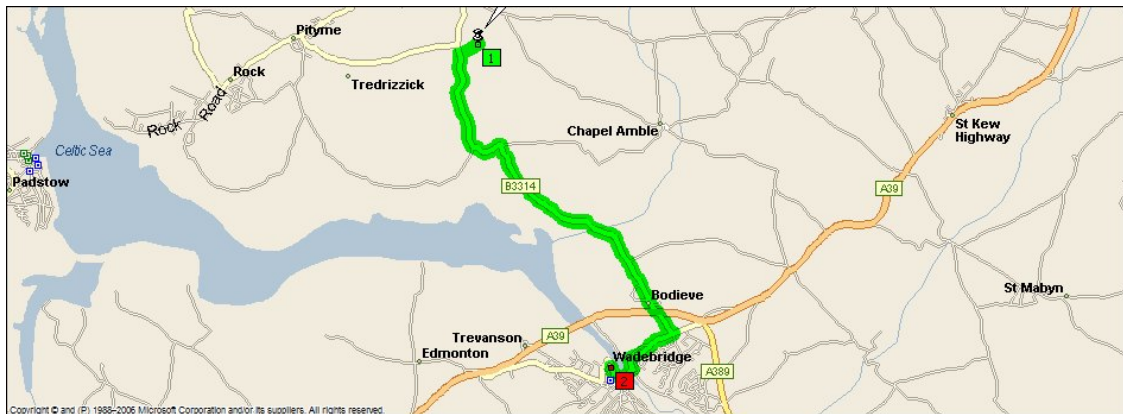 Pityme
1
Rock
Tredrizzick
Rock Road
Chapel Amble
St Kew
Highway
Celtic Sea
Padstow
B3314
A39
St Mabyn
Bodieve
Trevanson
A39
Edmonton
Wadebridge
A389
2
Copyright © and (P) 1988–2006 Microsoft Corporation and/or its suppliers. All rights reserved.